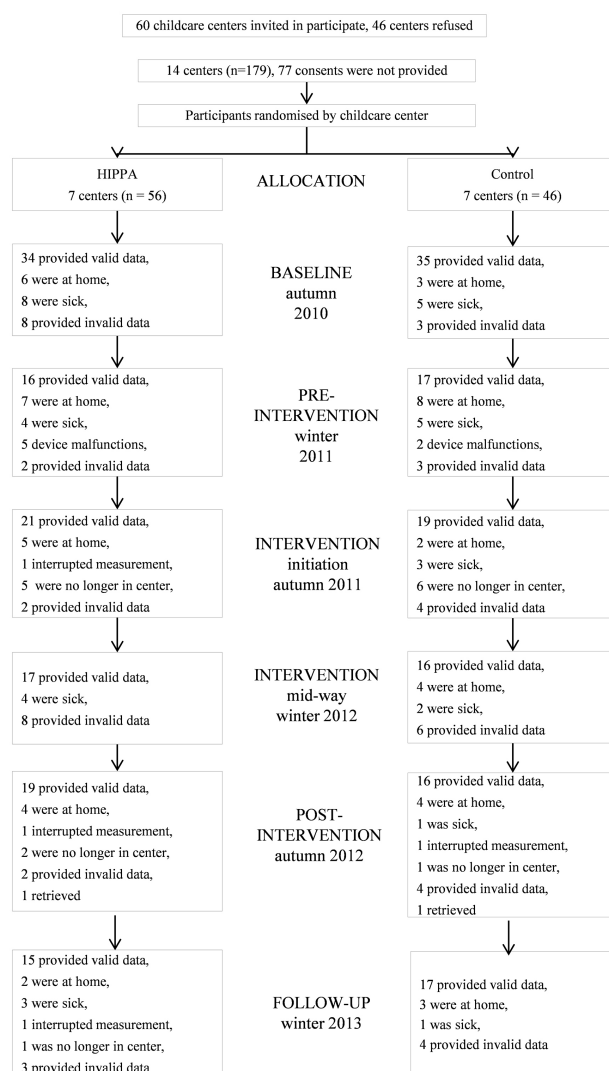 60 childcare centers invited in participate, 46 centers refused
14 centers (n=179), 77 consents were not provided
Participants randomised by childcare center
HIPPA
7 centers (n = 56)
ALLOCATION
Control
7 centers (n = 46)
34 provided valid data,
6 were at home,
8 were sick,
8 provided invalid data
BASELINE
autumn
2010
35 provided valid data,
3 were at home,
5 were sick,
3 provided invalid data
16 provided valid data,
7 were at home,
4 were sick,
5 device malfunctions,
2 provided invalid data
PRE-
INTERVENTION
winter
2011
17 provided valid data,
8 were at home,
5 were sick,
2 device malfunctions,
3 provided invalid data
21 provided valid data,
5 were at home,
1 interrupted measurement,
5 were no longer in center,
2 provided invalid data
INTERVENTION
initiation
autumn 2011
19 provided valid data,
2 were at home,
3 were sick,
6 were no longer in center,
4 provided invalid data
17 provided valid data,
4 were sick,
8 provided invalid data
INTERVENTION
mid-way
winter 2012
16 provided valid data,
4 were at home,
2 were sick,
6 provided invalid data
19 provided valid data,
4 were at home,
1 interrupted measurement,
2 were no longer in center,
2 provided invalid data,
1 retrieved
POST-
INTERVENTION
autumn 2012
16 provided valid data,
4 were at home,
1 was sick,
1 interrupted measurement,
1 was no longer in center,
4 provided invalid data,
1 retrieved
15 provided valid data,
2 were at home,
3 were sick,
1 interrupted measurement,
1 was no longer in center,
3 provided invalid data
FOLLOW-UP
winter 2013
17 provided valid data,
3 were at home,
1 was sick,
4 provided invalid data